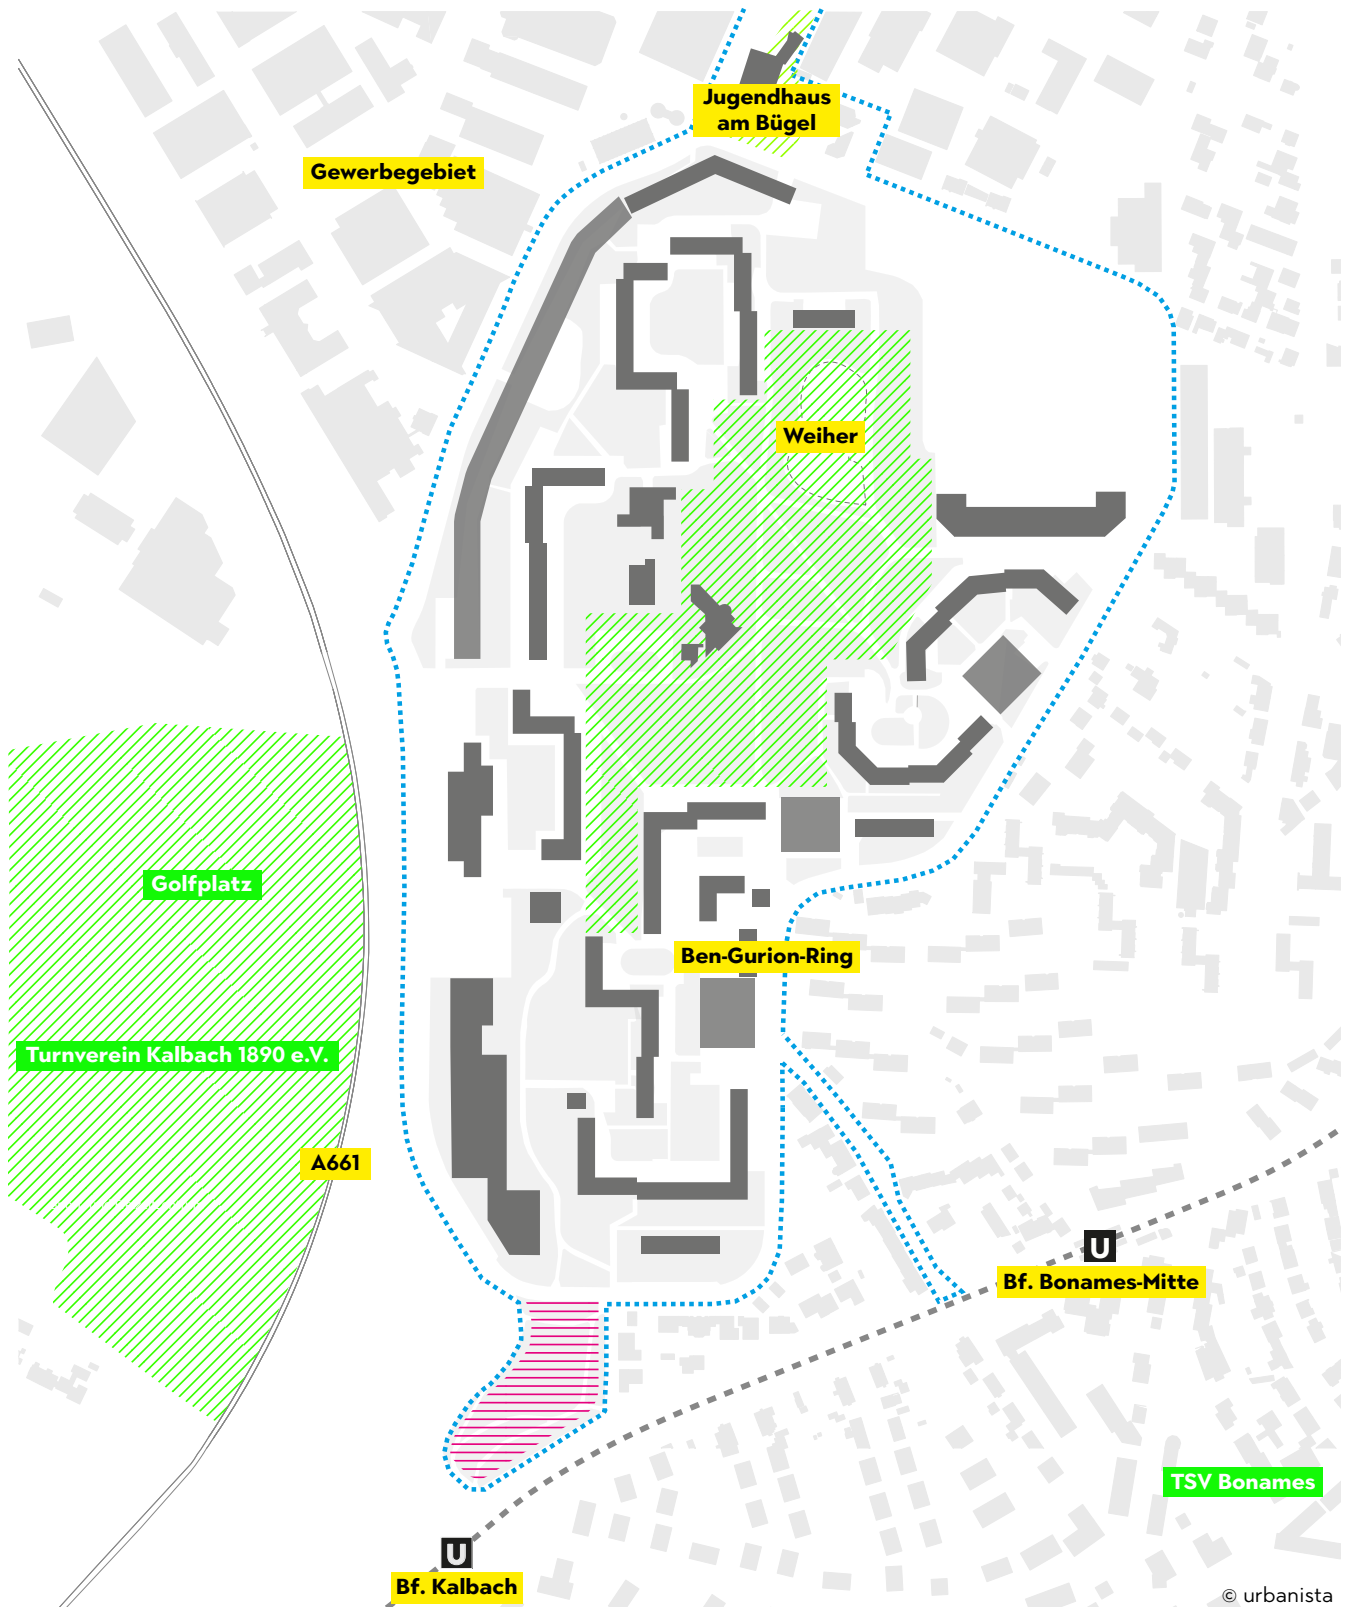 Jugendhaus
am Bügel
Gewerbegebiet
Weiher
Golfplatz
Ben-Gurion-Ring
Turnverein Kalbach 1890 e.V.
A661
U
Bf. Bonames-Mitte
TSV Bonames
U
Bf. Kalbach
© urbanista